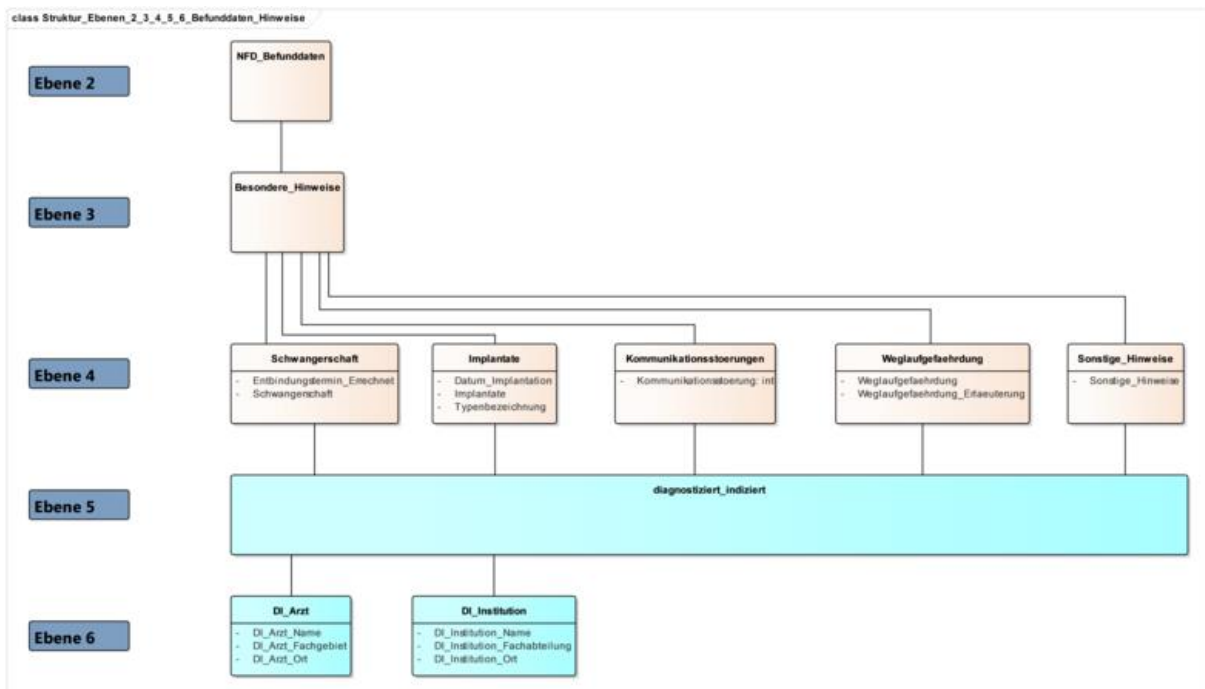 class Struktur_Ebenen_2_3_4_5_6_Befunddaten_Hinweise
Ebene 2
NFD_Befunddaten
Ebene 3
Besondere_Hinweise
Ebene 4
Schwangerschaft
- Entbindungstermin_Errechnet
- Schwangerschaft
Implantate
- Datum_Implantation
- Implantate
- Typenbezeichnung
Kommunikationsstoerungen
- Kommunikationsstoerung: int
Weglaufgefaehrdung
- Weglaufgefaehrdung
- Weglaufgefaehrdung_Erlaeuterung
Sonstige_Hinweise
- Sonstige_Hinweise
Ebene 5
diagnostiziert_indiziert
Ebene 6
DI_Arzt
- DI_Arzt_Name
- DI_Arzt_Fachgebiet
- DI_Arzt_Ort
DI_Institution
- DI_Institution_Name
- DI_Institution_Fachabteilung
- DI_Institution_Ort